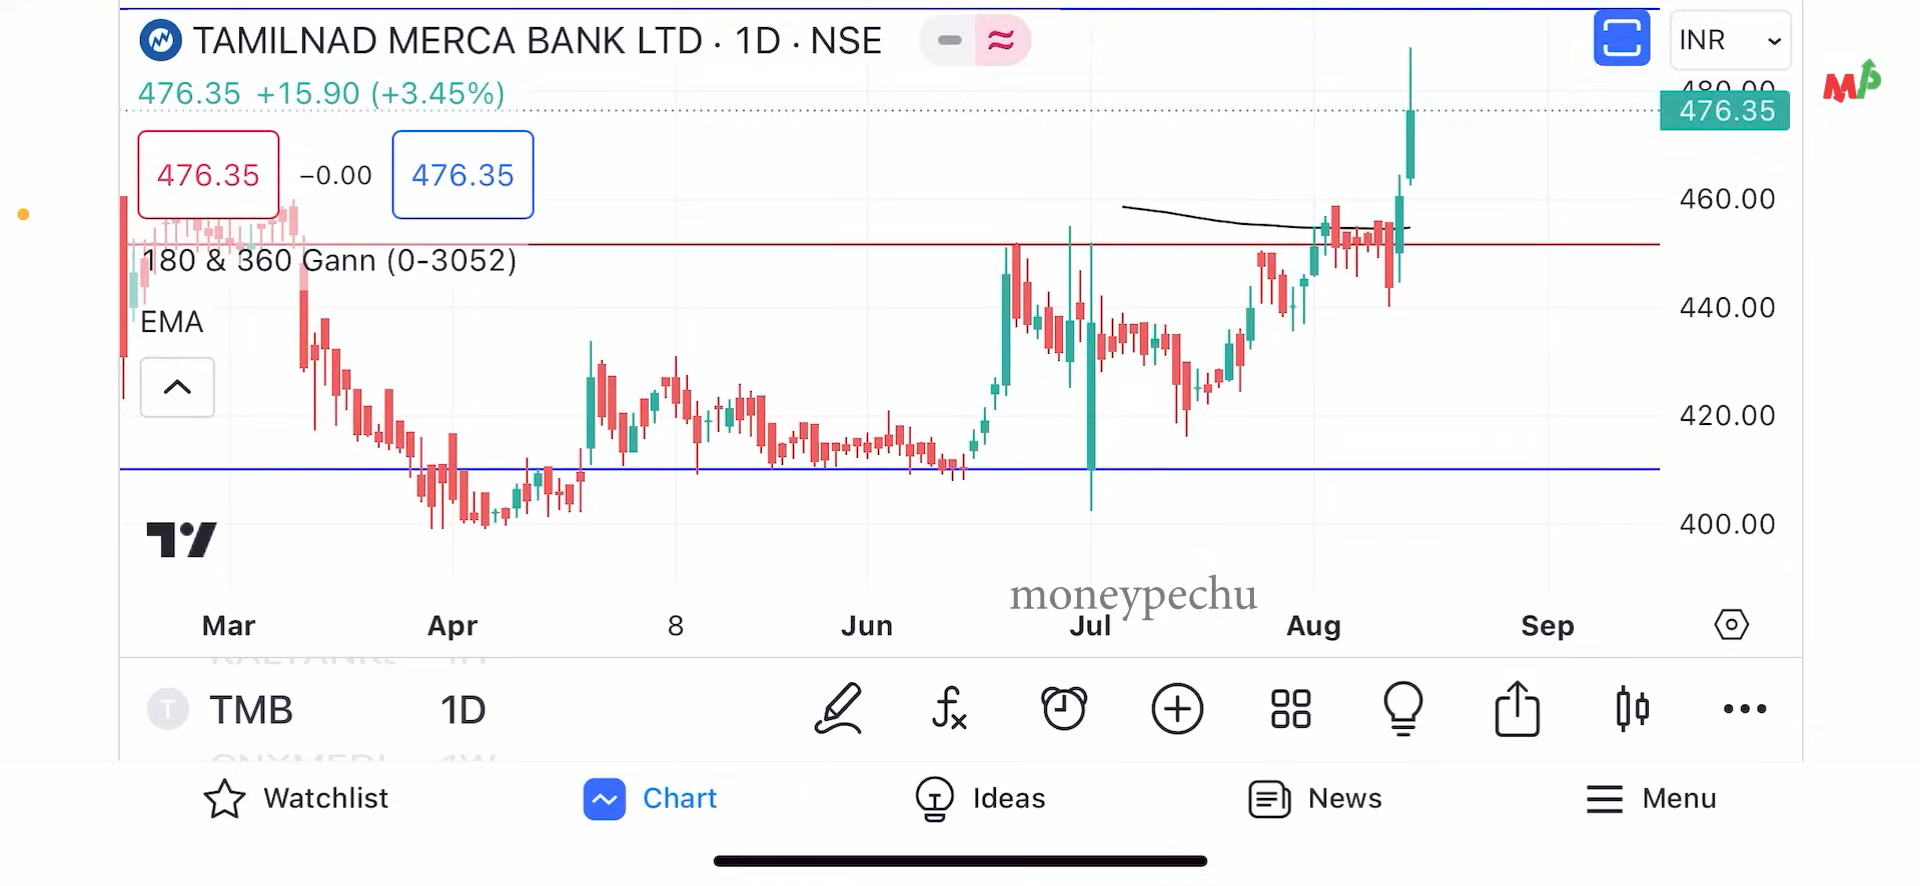 TAMILNAD MERCA BANK LTD · 1D · NSE
INR
476.35 +15.90 (+3.45%)
480.00
476.35
476.35 −0.00 476.35
460.00
180 & 360 Gann (0-3052)
440.00
EMA
420.00
400.00
moneypechu
Mar Apr 8 Jun Jul Aug Sep
T TMB 1D
Watchlist Chart Ideas News Menu